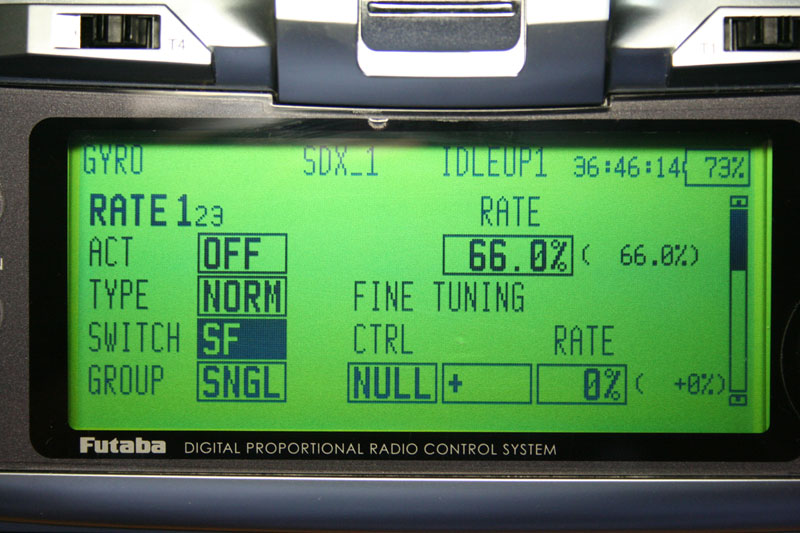 T4 T1
GYRO SDX_1 IDLEUP1 36:46:14 73%
RATE 123 RATE
ACT OFF 66.0% ( 66.0%)
TYPE NORM FINE TUNING
SWITCH SF CTRL RATE
GROUP SNGL NULL + 0% ( +0%)
Futaba DIGITAL PROPORTIONAL RADIO CONTROL SYSTEM